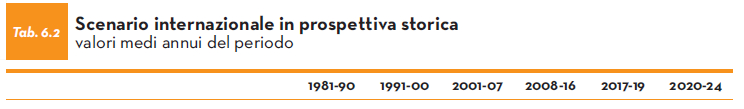 Tab. 6.2
Scenario internazionale in prospettiva storica
valori medi annui del periodo
1981-90 1991-00 2001-07 2008-16 2017-19 2020-24